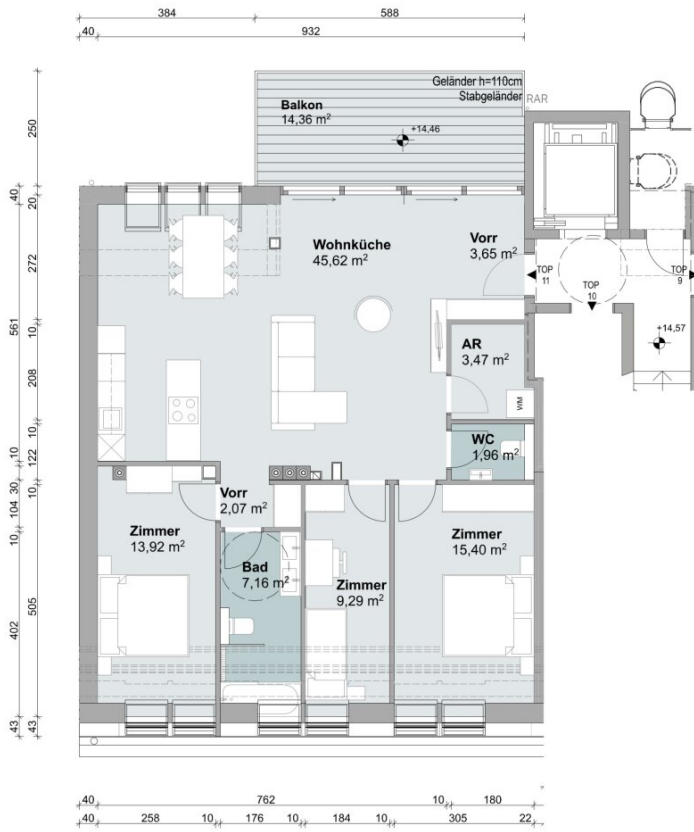 384
588
40
932
Geländer h=110cm
Stabgeländer
RAR
Balkon
14,36 m²
+14,46
250
40
20
272
561
10
208
10
122
10
30
10
104
10
505
402
43
43
Wohnküche
45,62 m²
Vorr
3,65 m²
TOP
11
TOP
10
TOP
9
+14,57
AR
3,47 m²
WM
WC
1,96 m²
Vorr
2,07 m²
Zimmer
13,92 m²
Bad
7,16 m²
Zimmer
9,29 m²
Zimmer
15,40 m²
40
762
10
180
40
258
10
176
10
184
10
305
22